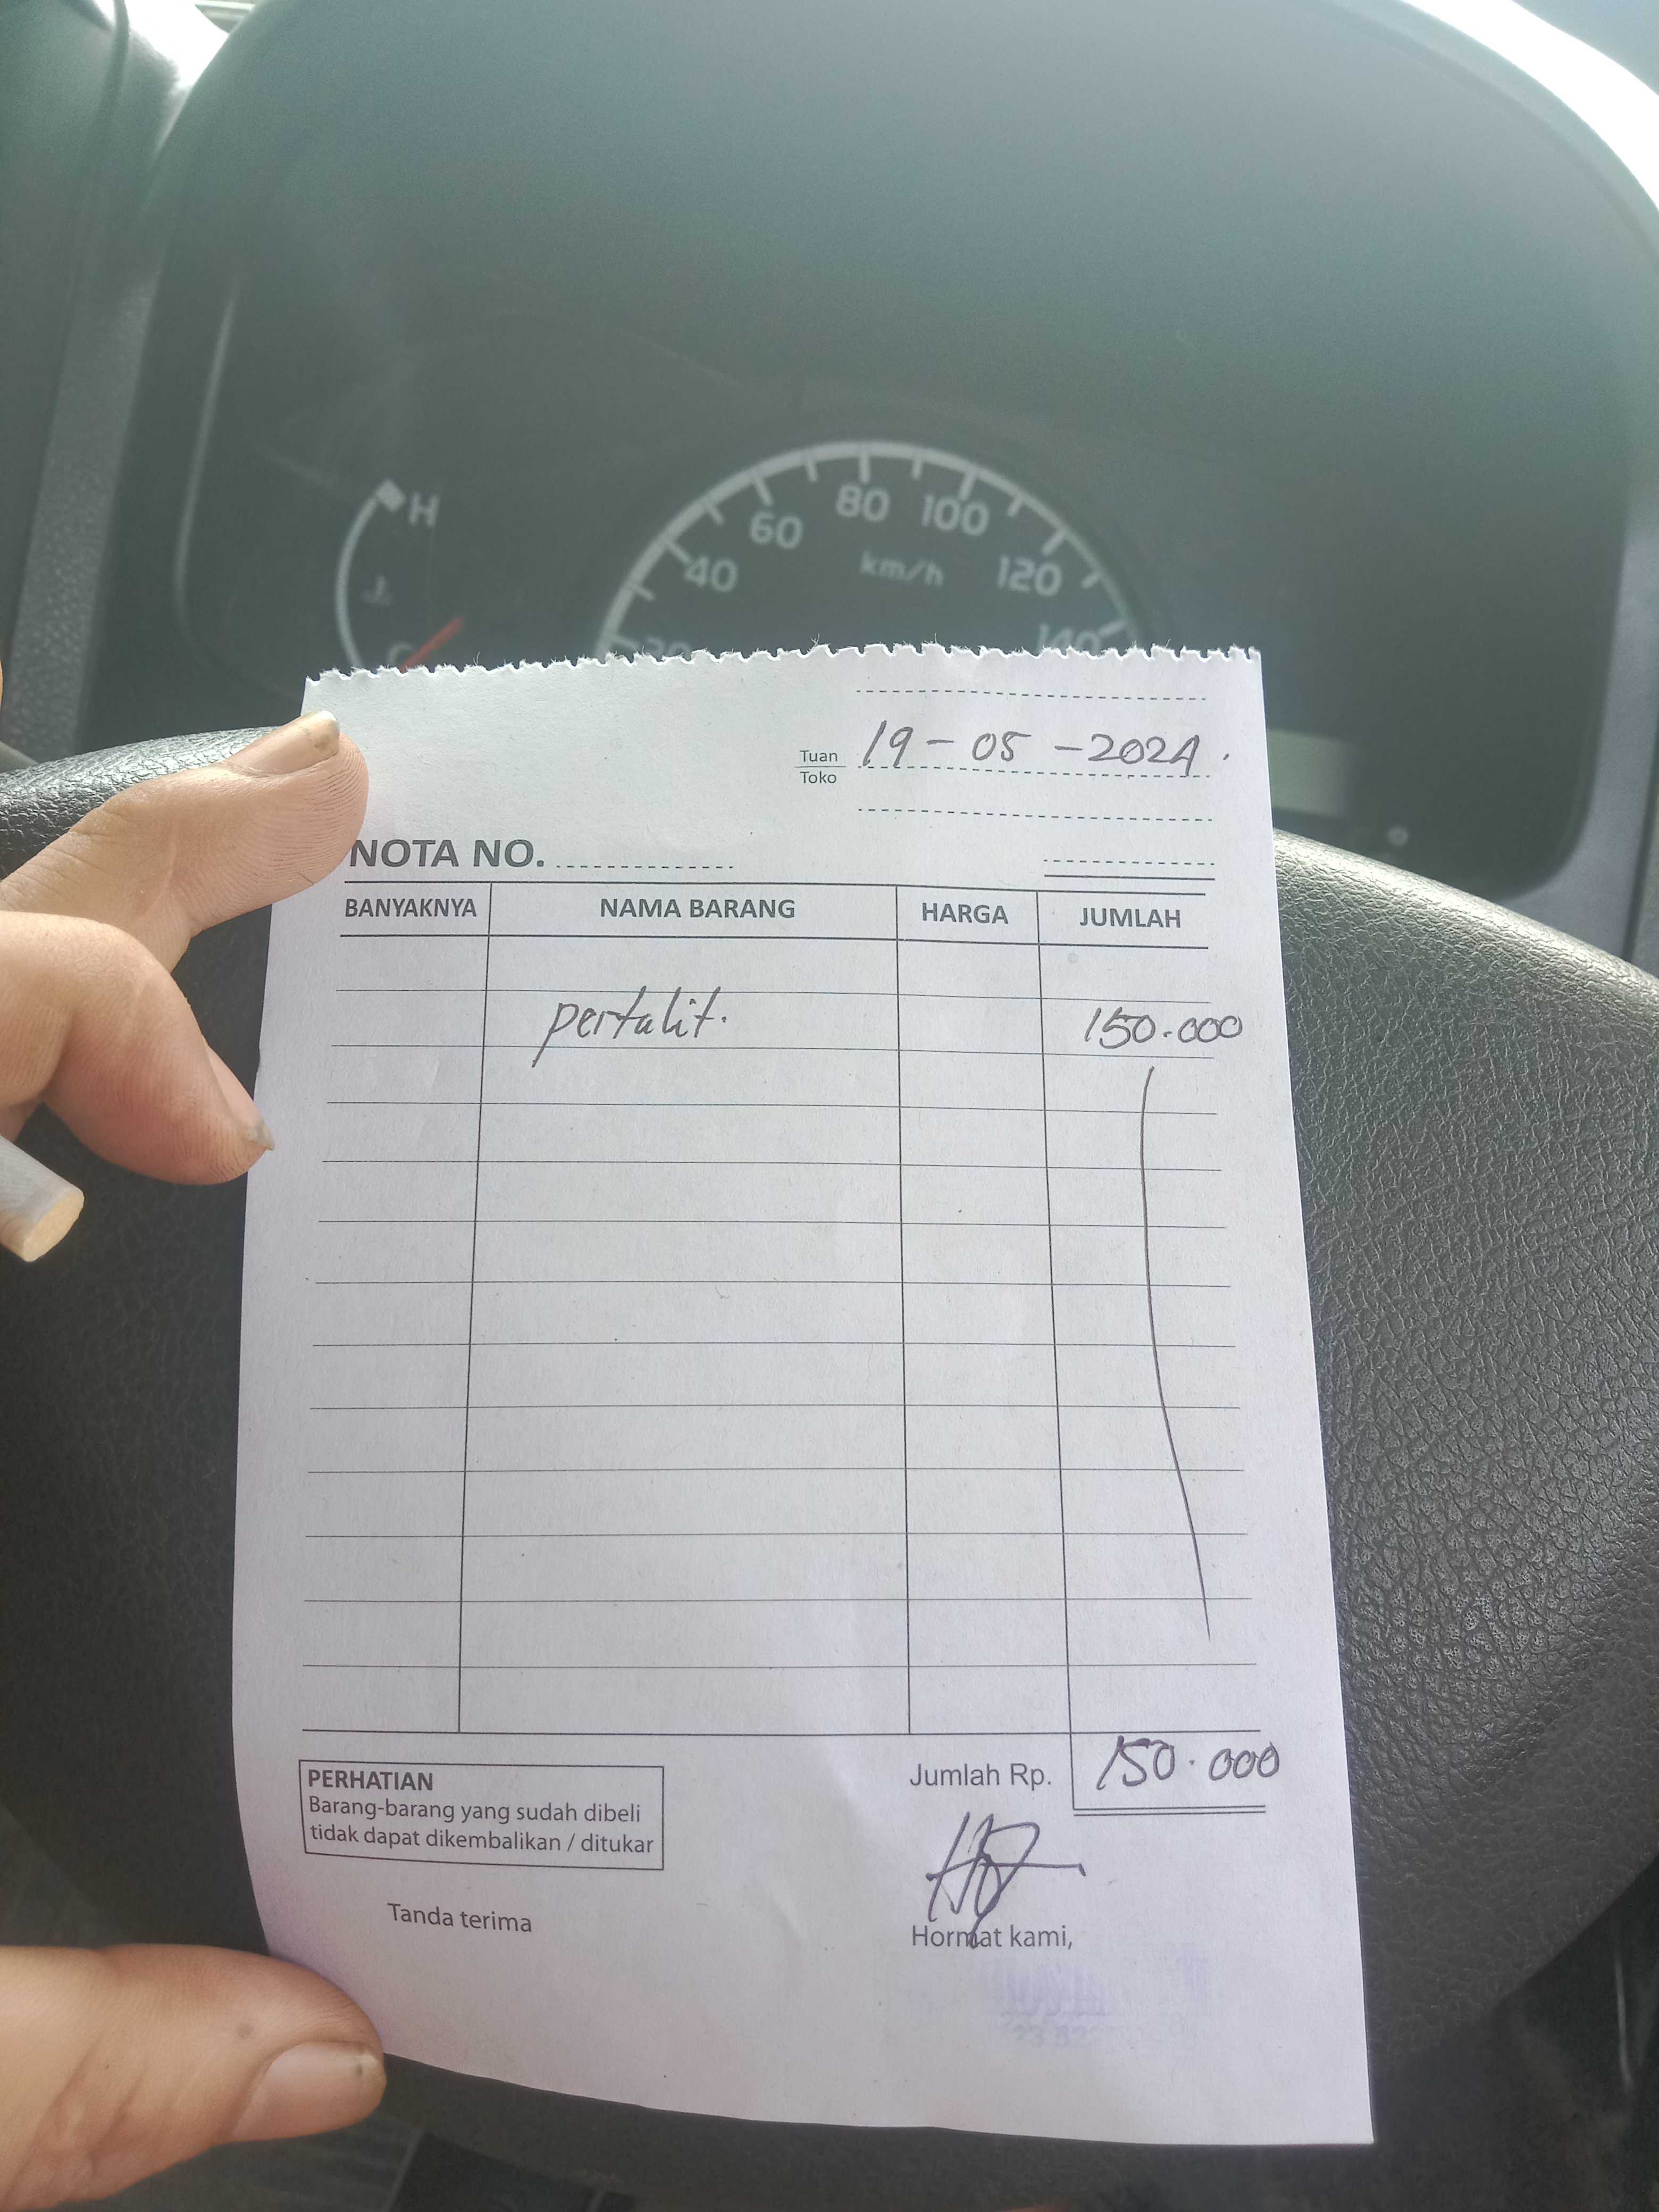 H
80 100
60
km/h
40
120
20
140
C
Tuan 19 - 05 - 2024.
Toko
NOTA NO.
BANYAKNYA NAMA BARANG HARGA JUMLAH
pertalit. 150.000
Jumlah Rp. 150.000
PERHATIAN
Barang-barang yang sudah dibeli
tidak dapat dikembalikan / ditukar
Tanda terima
Hormat kami,